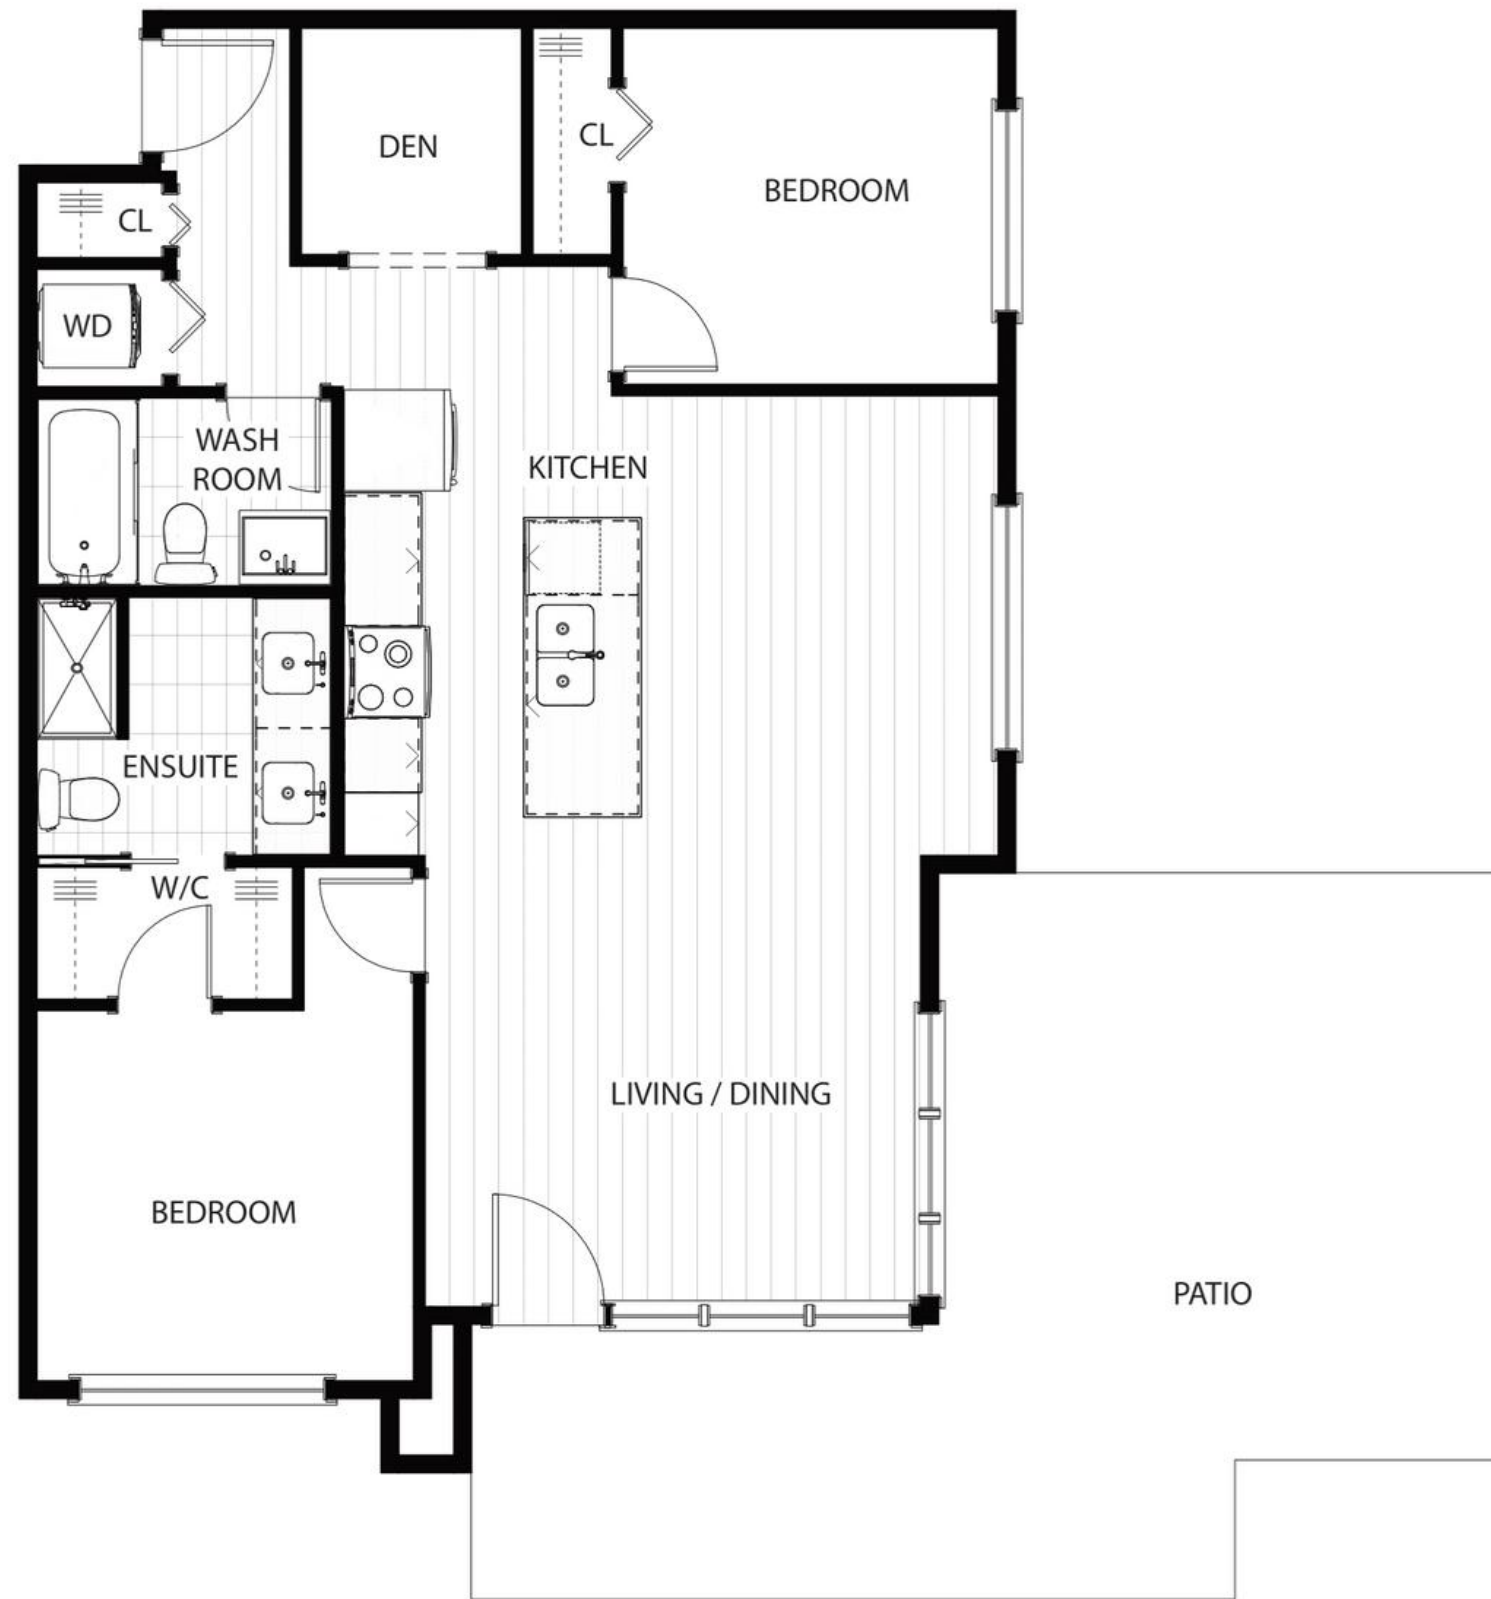 DEN
CL
BEDROOM
CL
WD
WASH
ROOM
KITCHEN
ENSUITE
W/C
LIVING / DINING
BEDROOM
PATIO